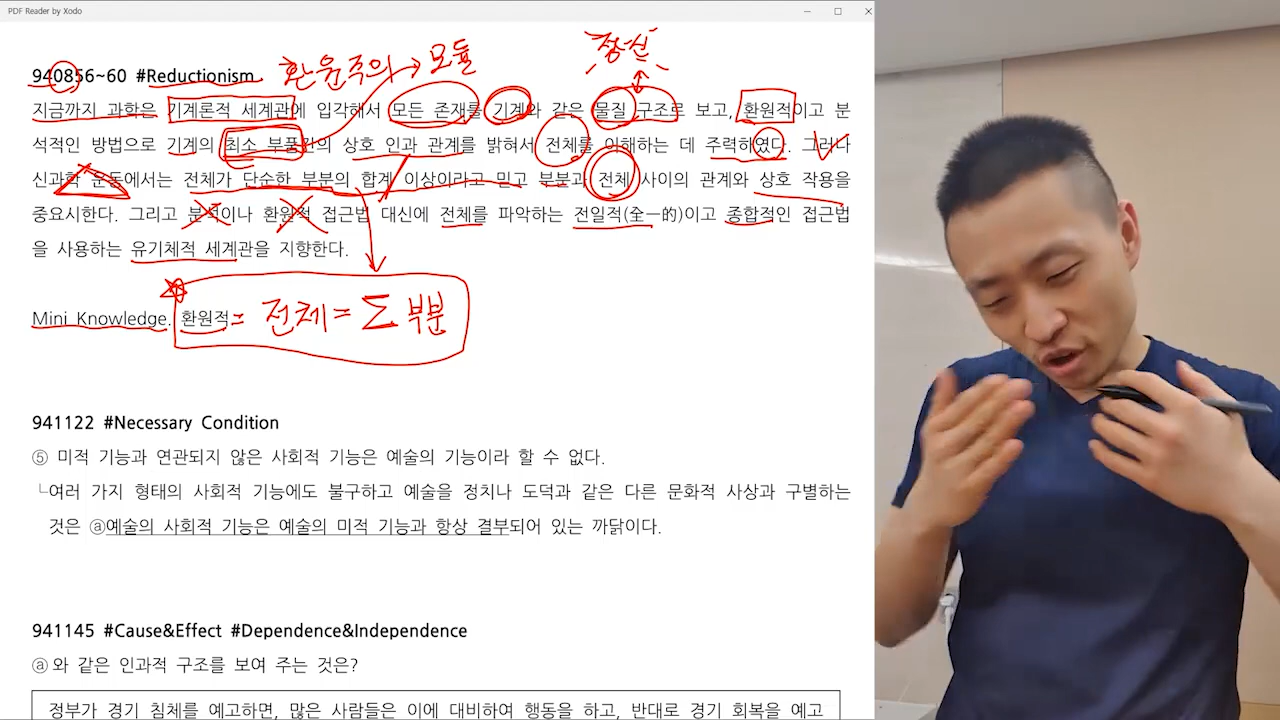 PDF Reader by Xodo
정신
환원주의→모듈
940856~60 #Reductionism
지금까지 과학은 기계론적 세계관에 입각해서 모든 존재를 기계와 같은 물질 구조로 보고, 환원적이고 분
석적인 방법으로 기계의 최소 부품간의 상호 인과 관계를 밝혀서 전체를 이해하는 데 주력하였다. 그러나
신과학 운동에서는 전체가 단순한 부분의 합계 이상이라고 믿고 부분과 전체 사이의 관계와 상호 작용을
중요시한다. 그리고 분석적이나 환원적 접근법 대신에 전체를 파악하는 전일적(全一的)이고 종합적인 접근법
을 사용하는 유기체적 세계관을 지향한다.
Mini Knowledge. 환원적 = 전체 = Σ 부분
941122 #Necessary Condition
⑤ 미적 기능과 연관되지 않은 사회적 기능은 예술의 기능이라 할 수 없다.
└여러 가지 형태의 사회적 기능에도 불구하고 예술을 정치나 도덕과 같은 다른 문화적 사상과 구별하는
것은 ⓐ예술의 사회적 기능은 예술의 미적 기능과 항상 결부되어 있는 까닭이다.
941145 #Cause&Effect #Dependence&Independence
ⓐ와 같은 인과적 구조를 보여 주는 것은?
정부가 경기 침체를 예고하면, 많은 사람들은 이에 대비하여 행동을 하고, 반대로 경기 회복을 예고